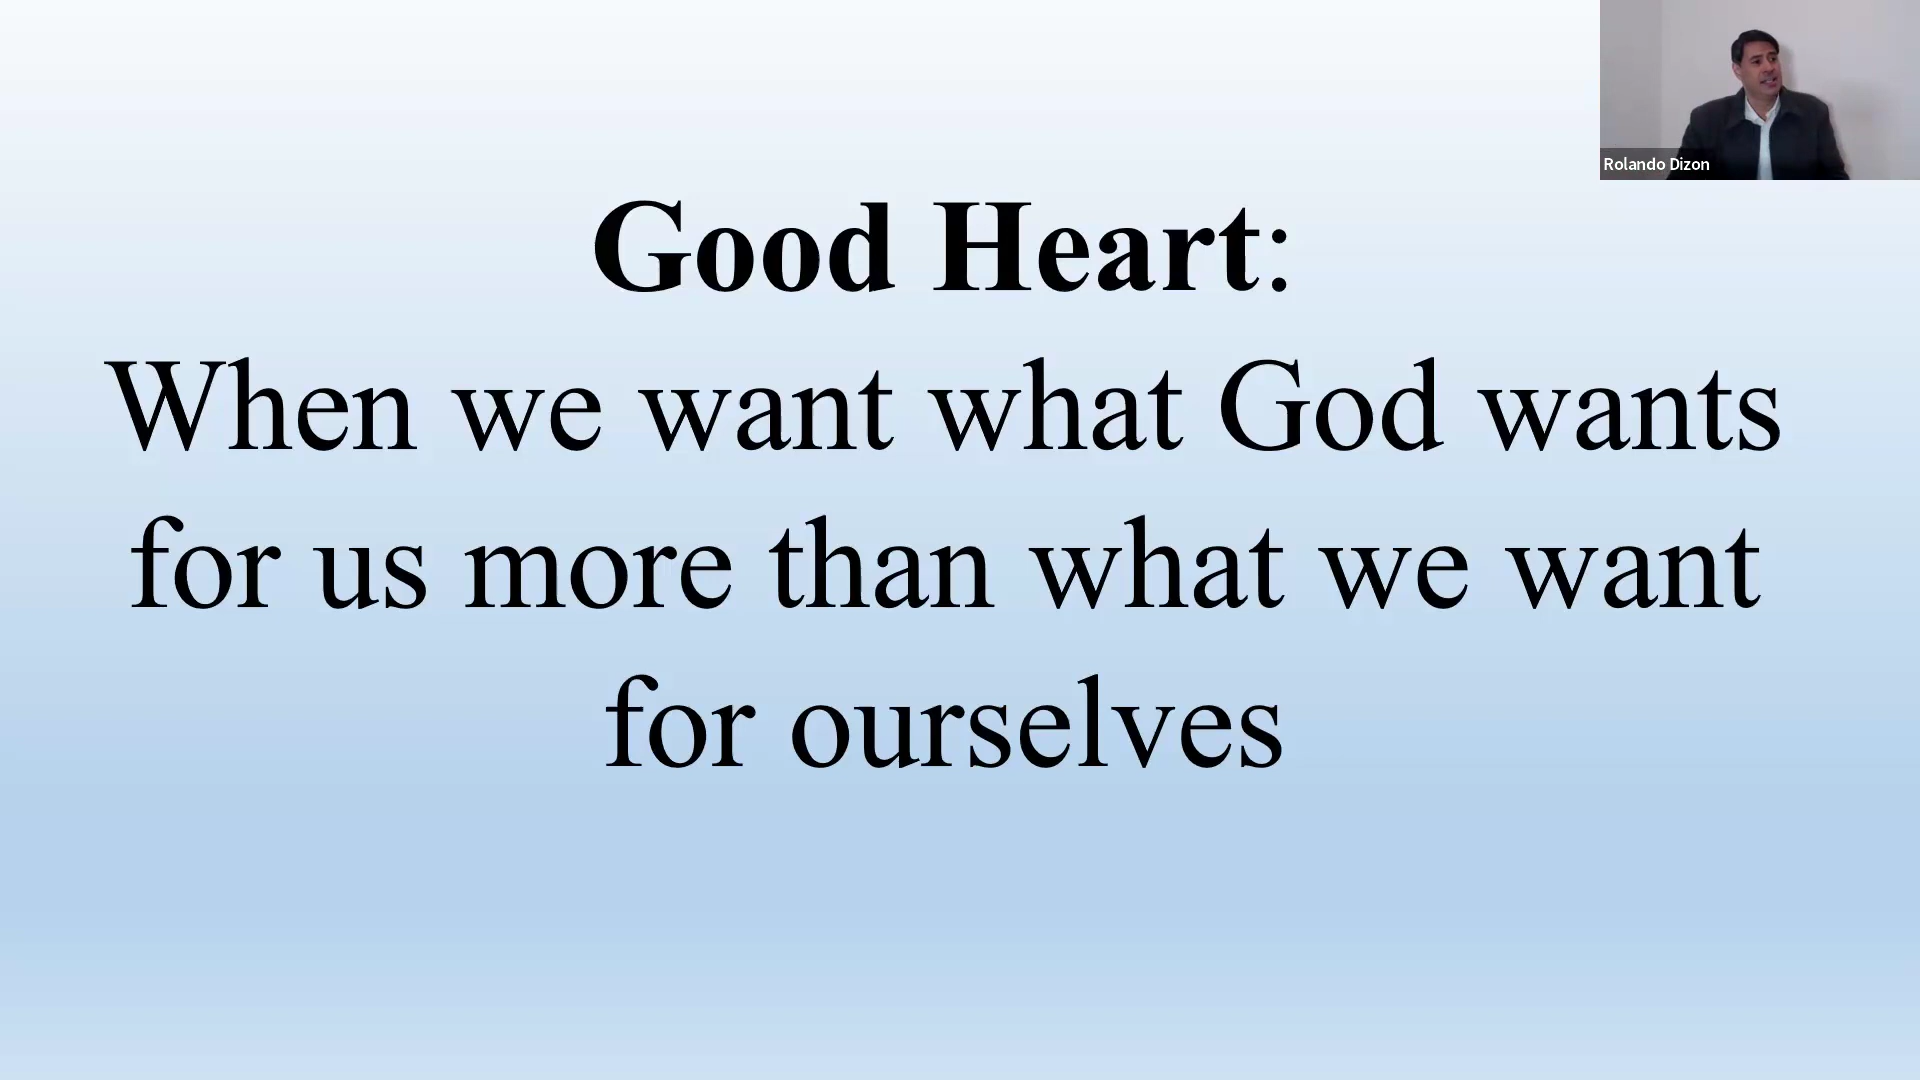 Rolando Dizon
Good Heart:
When we want what God wants
for us more than what we want
for ourselves